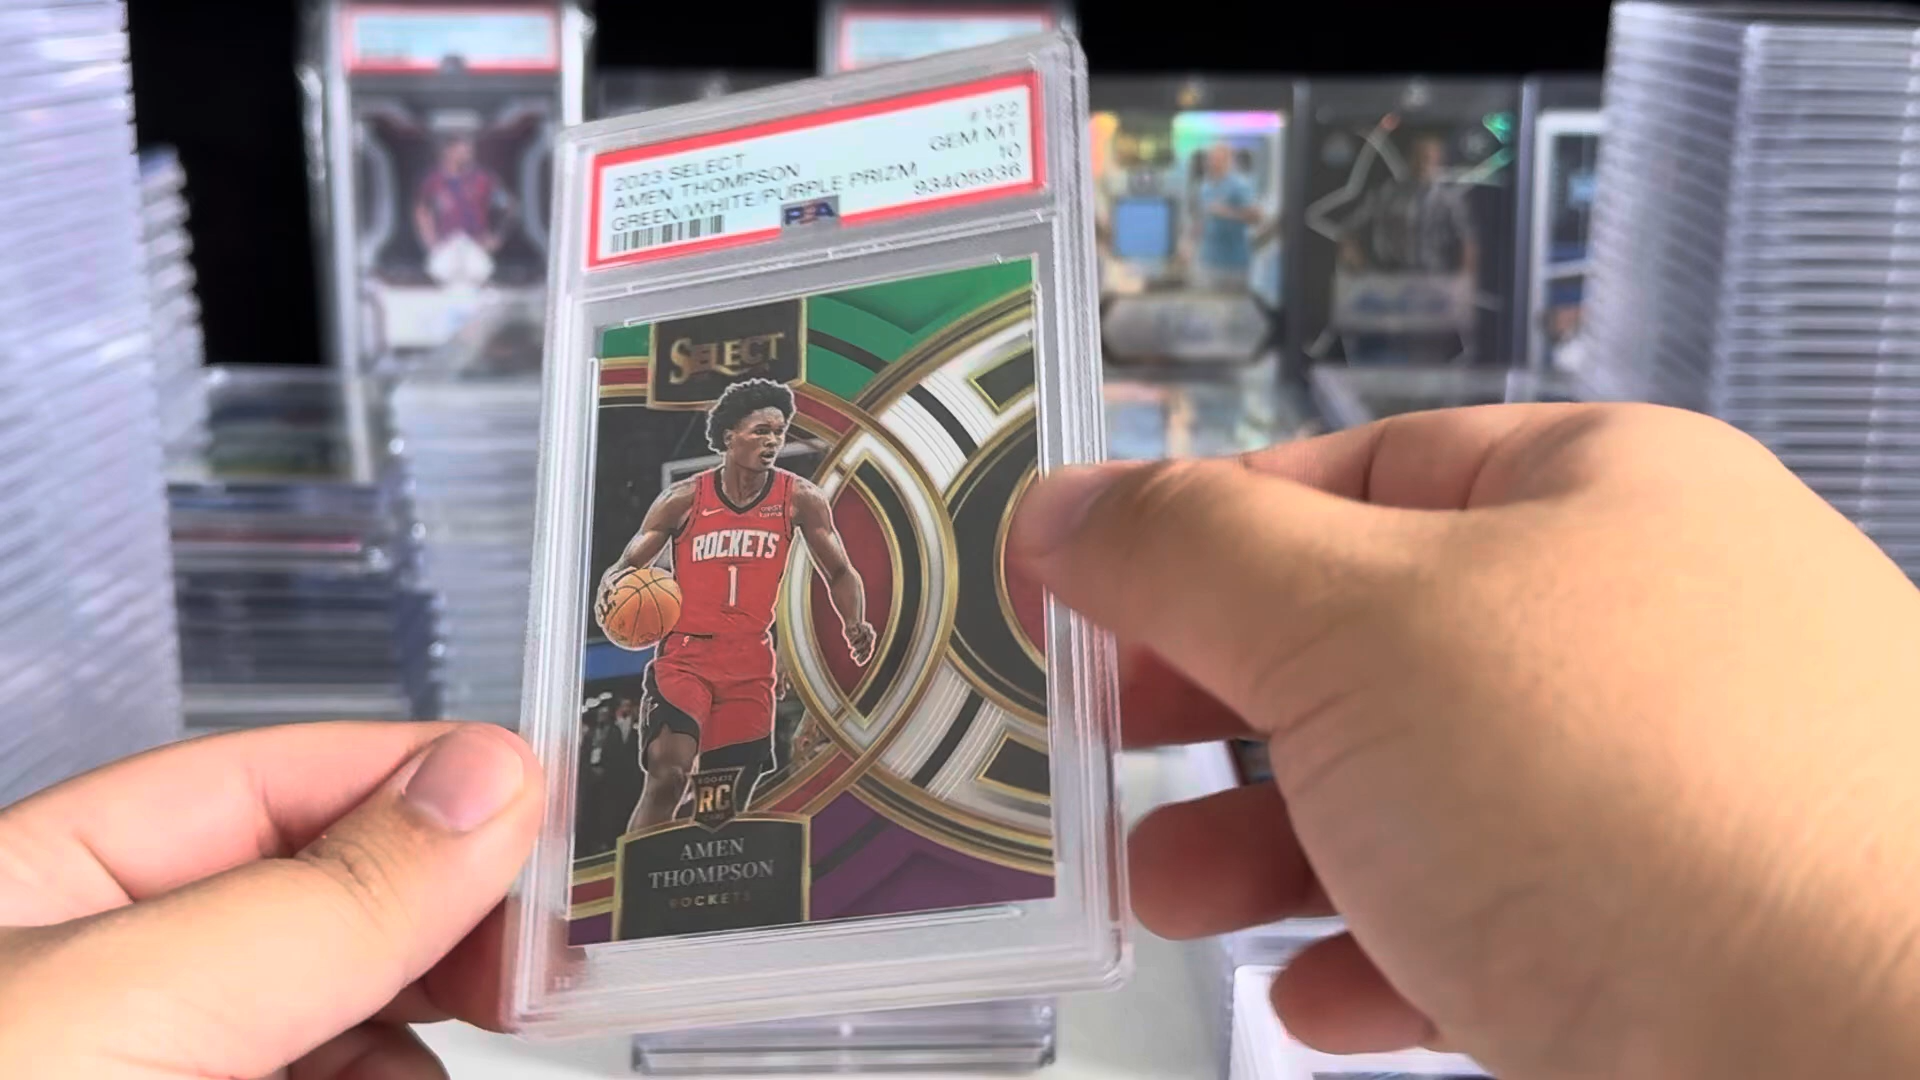 2023 SELECT
AMEN THOMPSON
GREEN/WHITE/PURPLE PRIZM
#122
GEM MT
10
93405936
PSA
SELECT
ROCKETS
1
ROOKIE
RC
AMEN
THOMPSON
ROCKETS